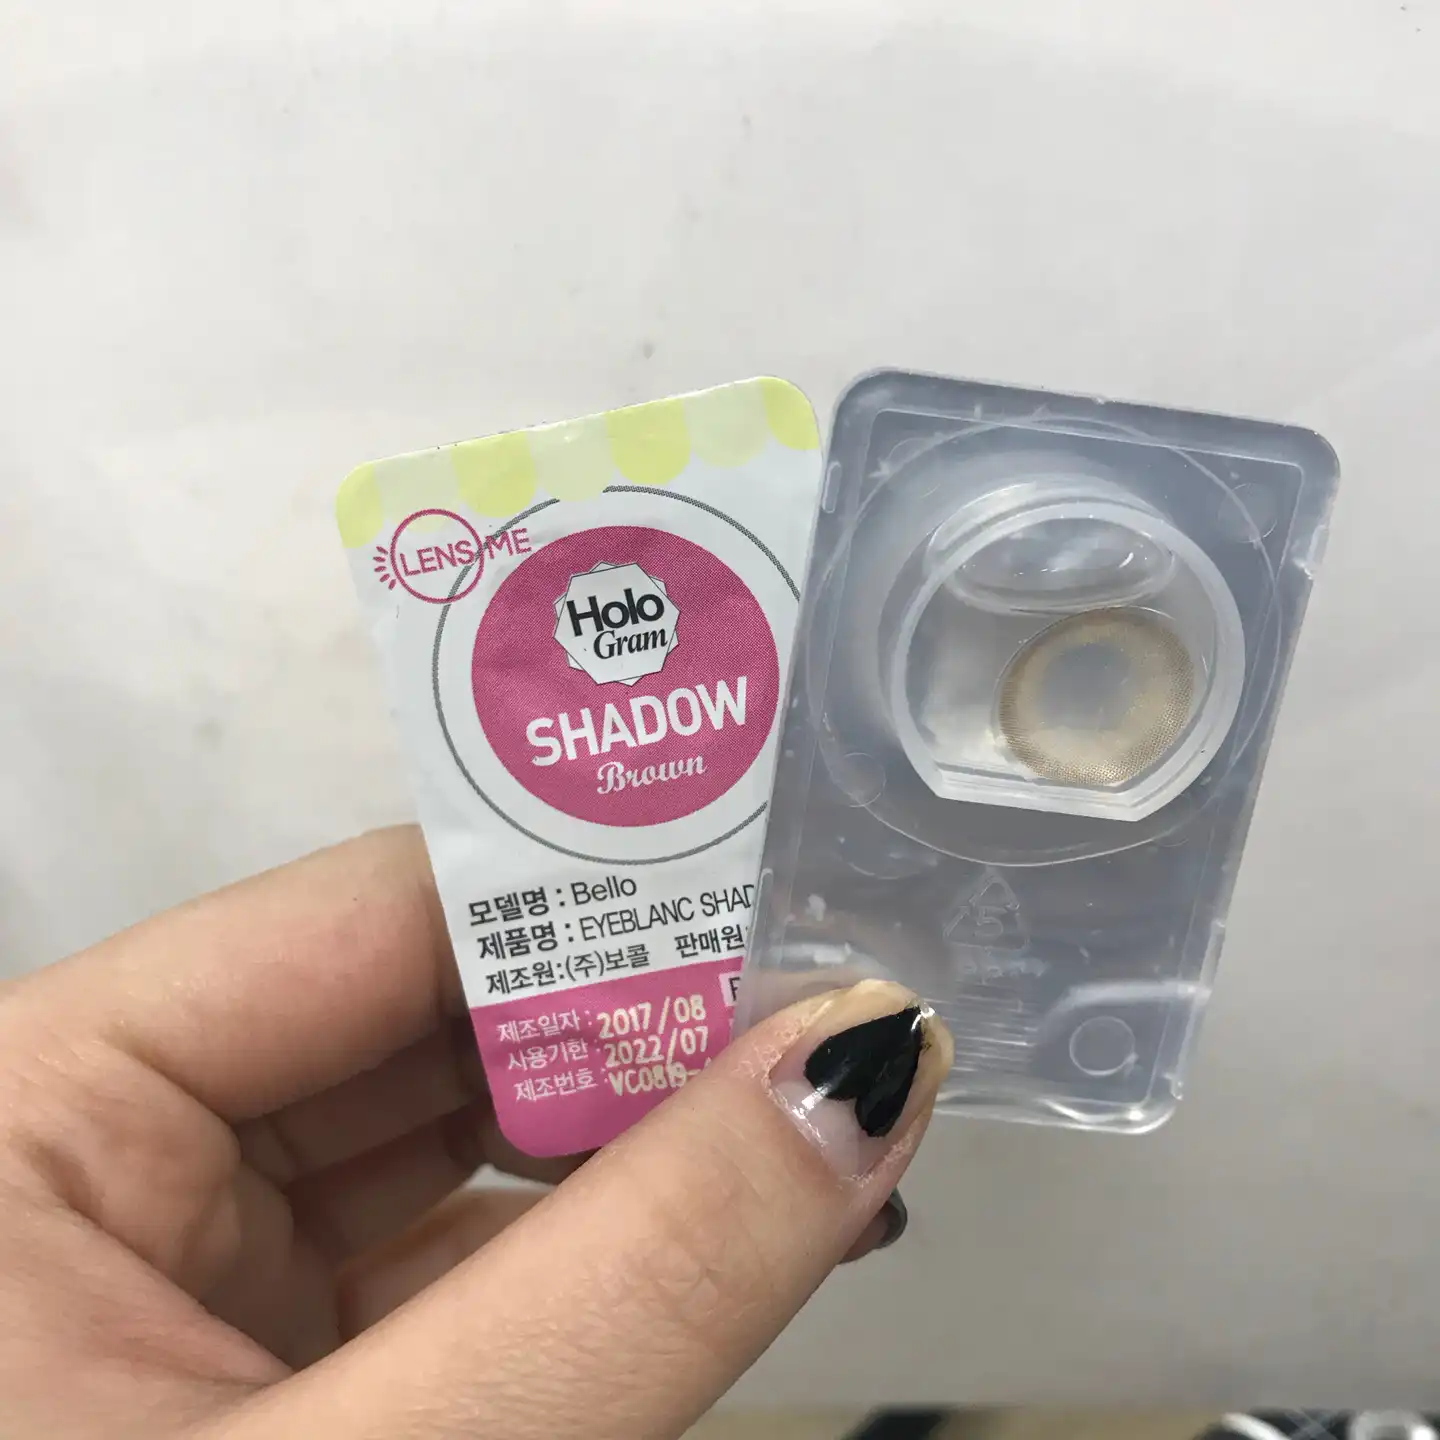 LENS ME
Holo
Gram
SHADOW
Brown
모델명 : Bello
제품명 : EYEBLANC SHAD
제조원:(주)보콜 판매원:
제조일자 : 2017/08
사용기한 : 2022/07
제조번호 : VC0819-
5